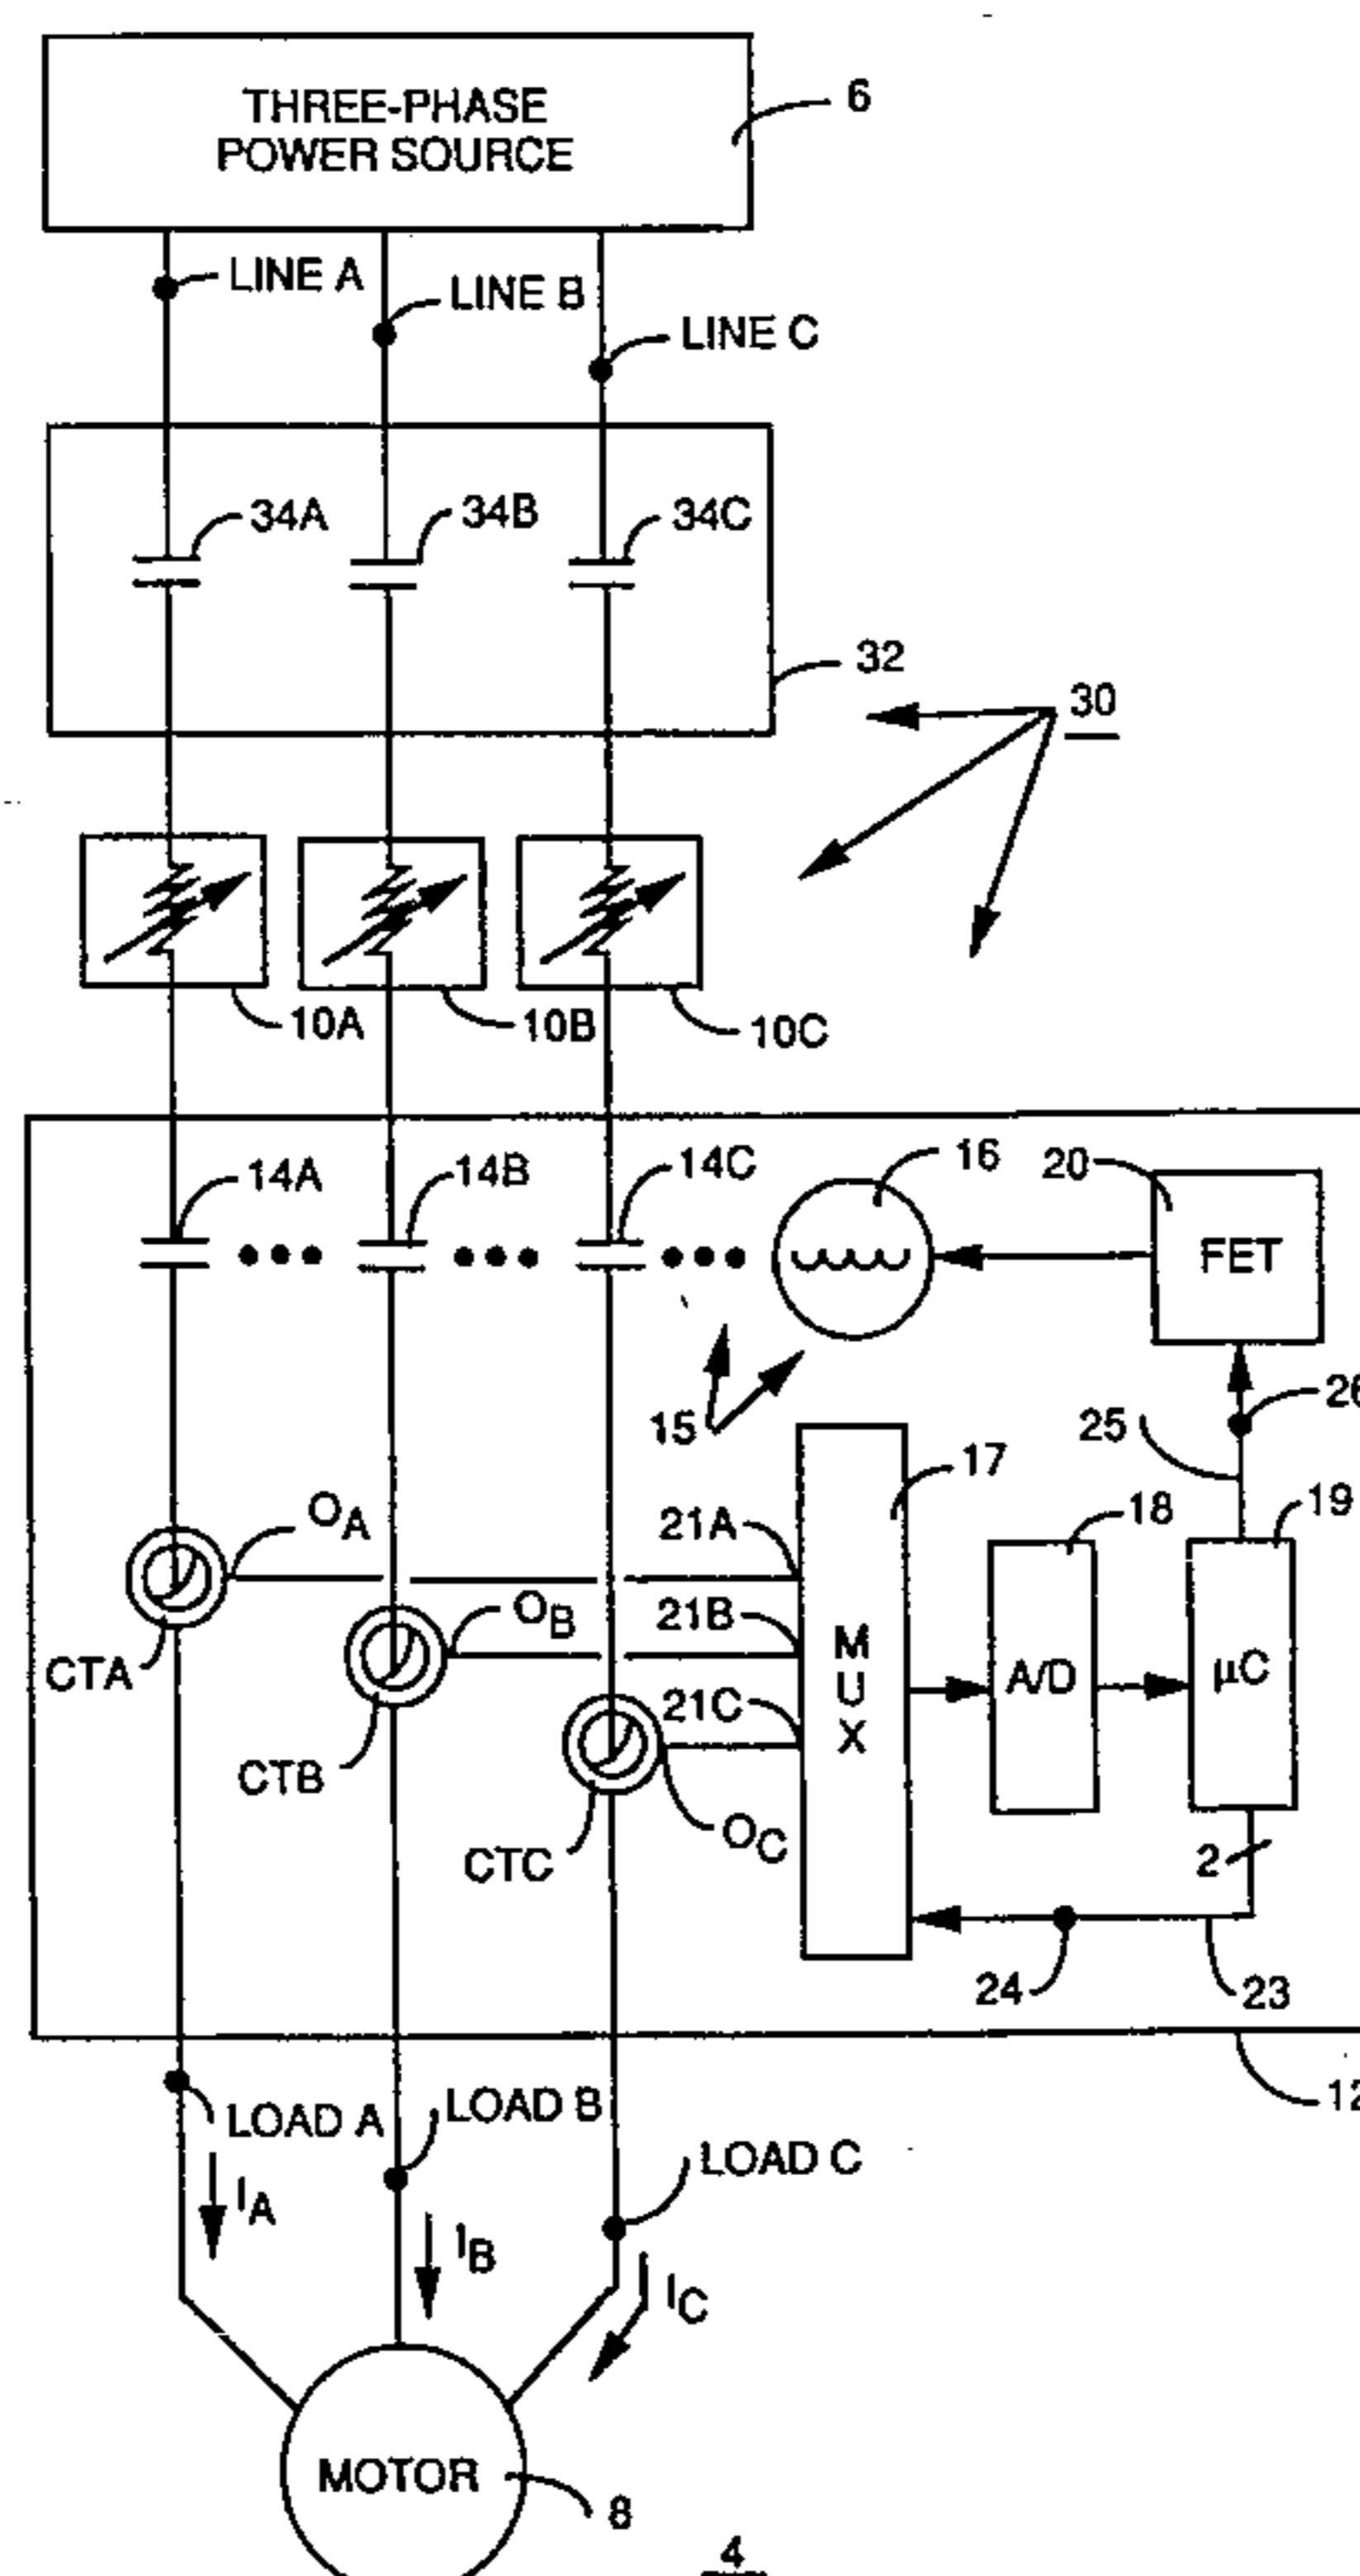 THREE-PHASE
POWER SOURCE
6
LINE A
LINE B
LINE C
34A
34B
34C
32
30
10A
10B
10C
14A
14B
14C
16
20
FET
15
25
17
18
19
OA
21A
OB
21B
MUX
A/D
µC
CTA
21C
CTB
OC
CTC
2
24
23
LOAD A
LOAD B
LOAD C
IA
IB
IC
MOTOR
8
4